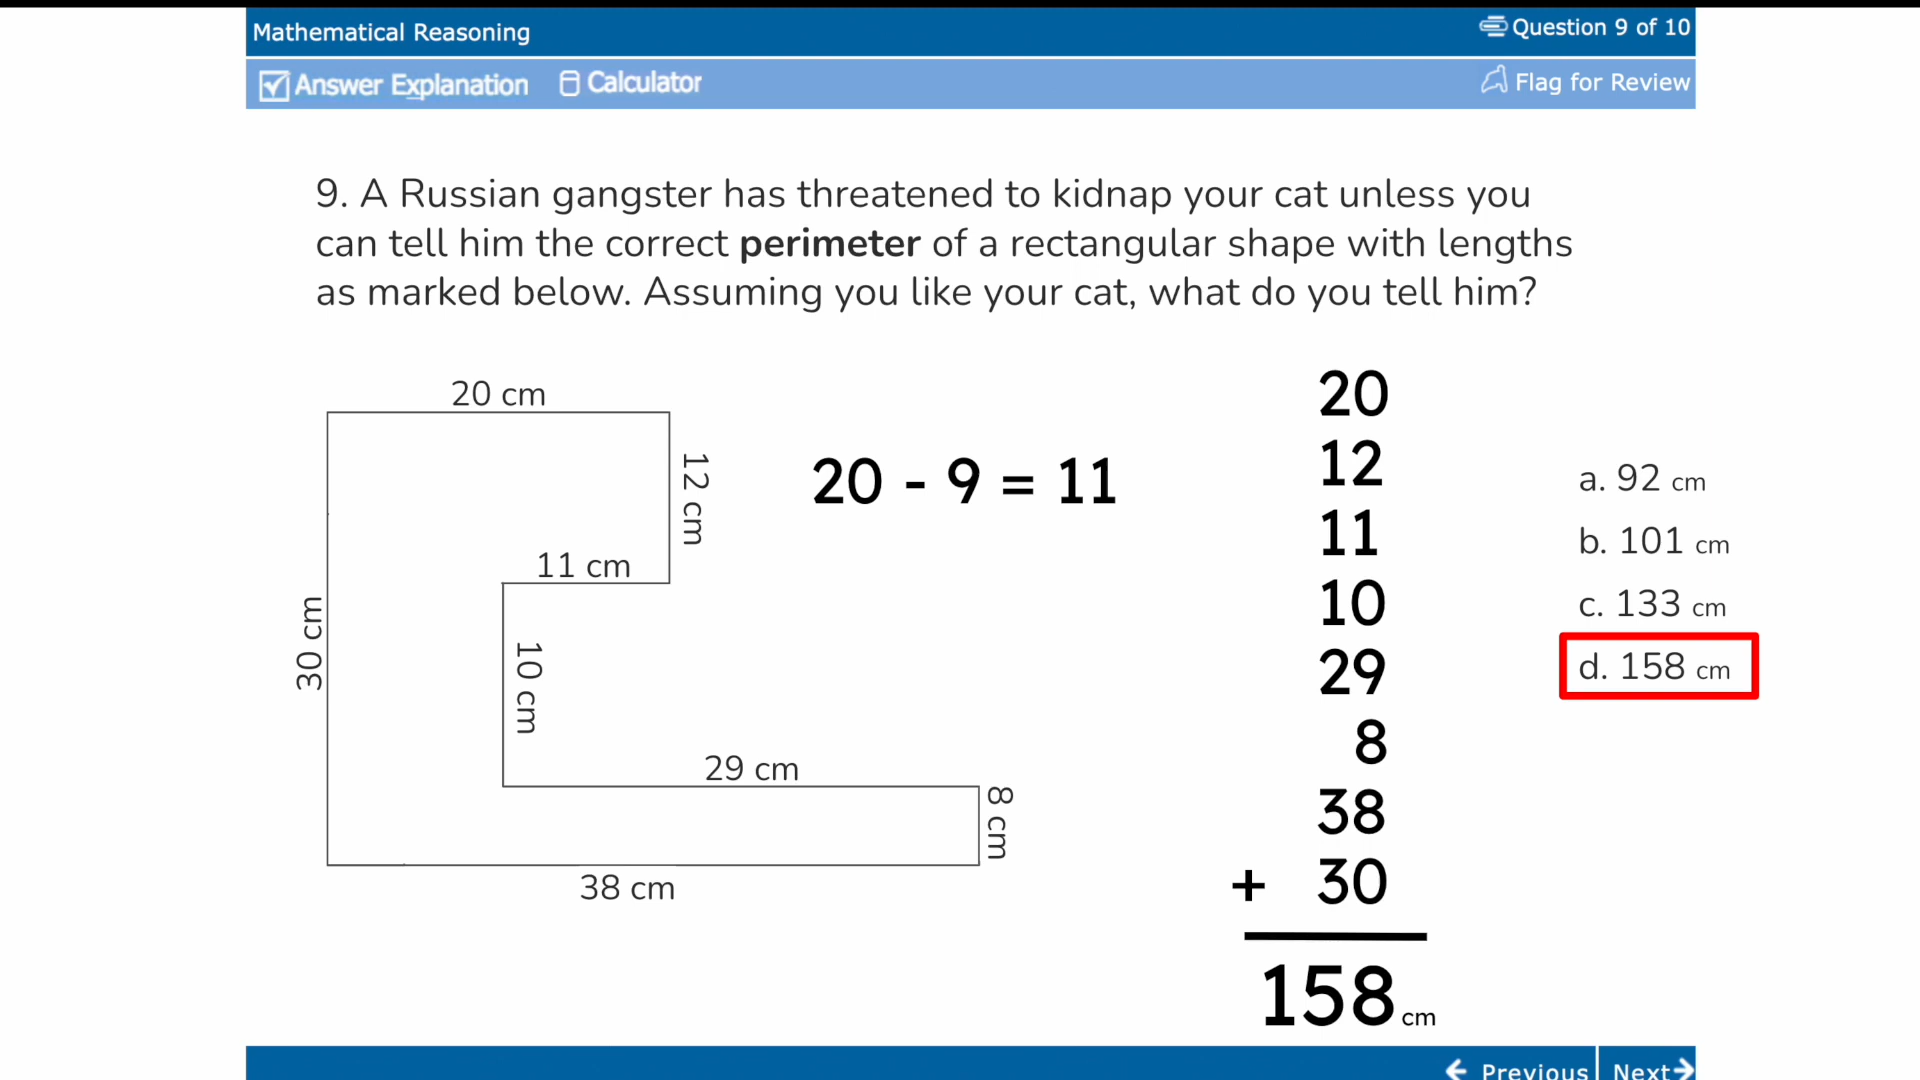 Mathematical Reasoning
Question 9 of 10
Answer Explanation
Calculator
Flag for Review
9. A Russian gangster has threatened to kidnap your cat unless you
can tell him the correct perimeter of a rectangular shape with lengths
as marked below. Assuming you like your cat, what do you tell him?
20 cm
12 cm
11 cm
30 cm
10 cm
29 cm
8 cm
38 cm
20 - 9 = 11
20
12
11
10
29
8
38
+ 30
158 cm
a. 92 cm
b. 101 cm
c. 133 cm
d. 158 cm
Previous
Next